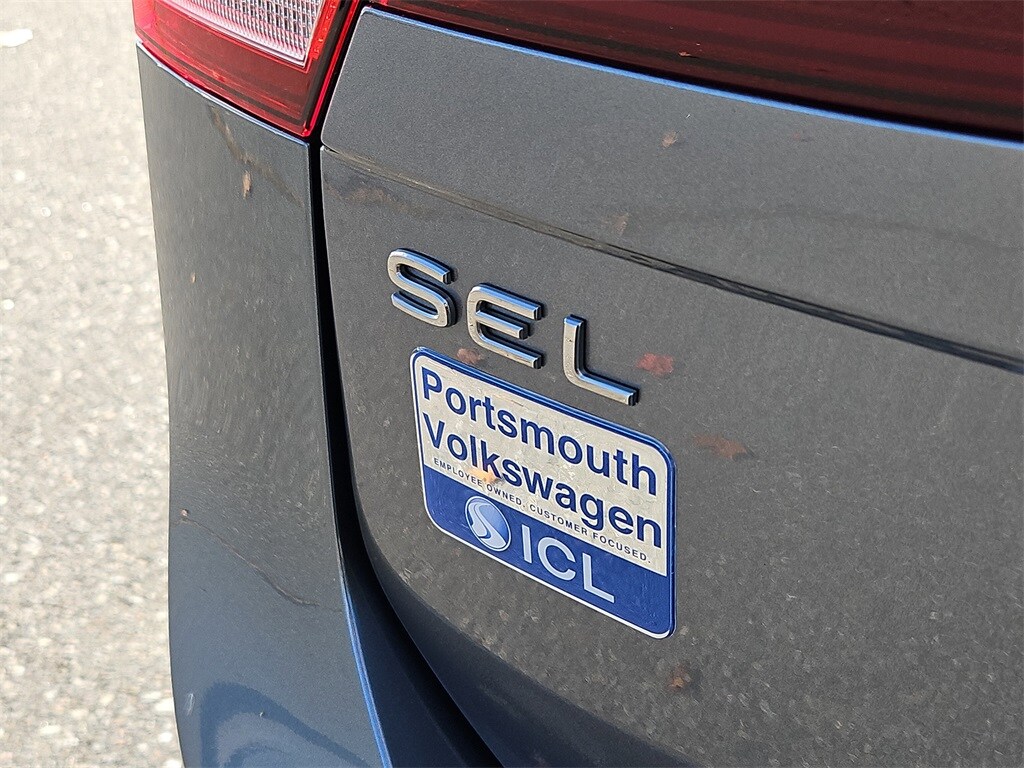 SEL
Portsmouth
Volkswagen
EMPLOYEE OWNED. CUSTOMER FOCUSED.
ICL